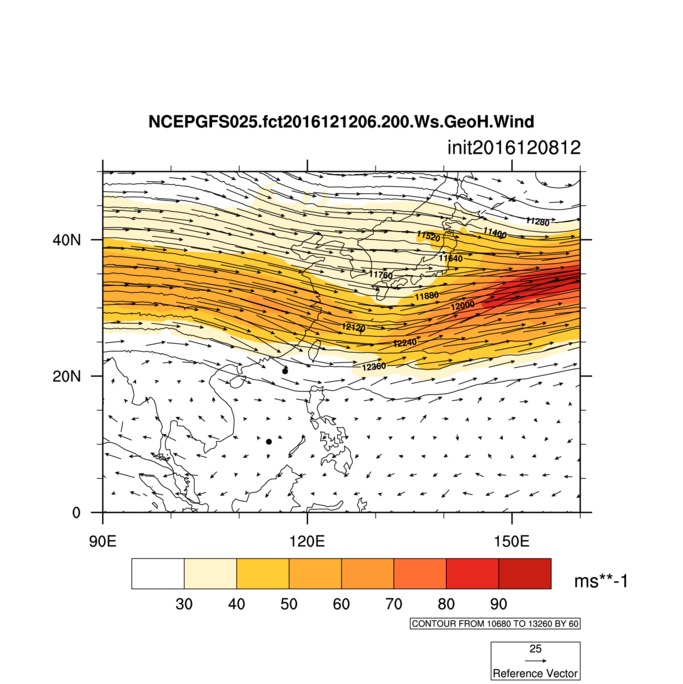 NCEPGFS025.fct2016121206.200.Ws.GeoH.Wind
init2016120812
11280
11520
11400
40N
11640
11760
11880
12000
12120
12240
12360
20N
0
90E 120E 150E
30 40 50 60 70 80 90
ms**-1
CONTOUR FROM 10680 TO 13260 BY 60
25
Reference Vector